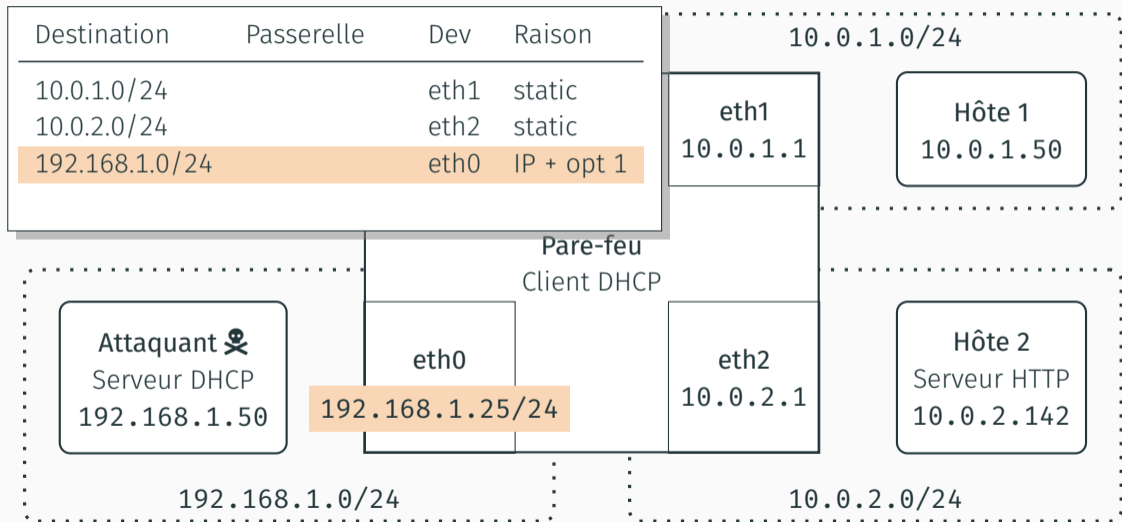 Destination Passerelle Dev Raison
10.0.1.0/24 eth1 static
10.0.2.0/24 eth2 static
192.168.1.0/24 eth0 IP + opt 1
10.0.1.0/24
eth1
10.0.1.1
Hôte 1
10.0.1.50
Pare-feu
Client DHCP
Attaquant
Serveur DHCP
192.168.1.50
eth0
192.168.1.25/24
eth2
10.0.2.1
Hôte 2
Serveur HTTP
10.0.2.142
192.168.1.0/24
10.0.2.0/24